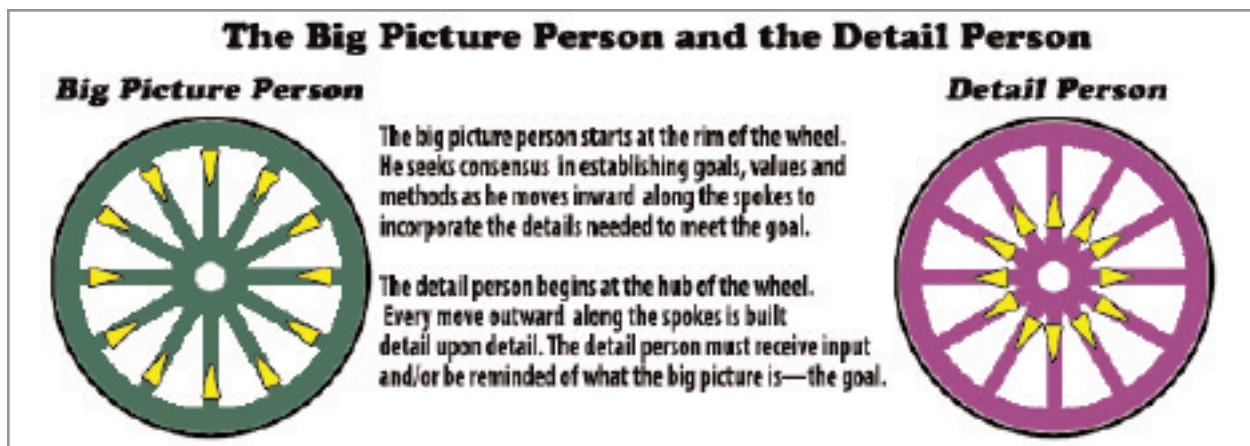 The Big Picture Person and the Detail Person
Big Picture Person
The big picture person starts at the rim of the wheel.
He seeks consensus in establishing goals, values and
methods as he moves inward along the spokes to
incorporate the details needed to meet the goal.
The detail person begins at the hub of the wheel.
Every move outward along the spokes is built
detail upon detail. The detail person must receive input
and/or be reminded of what the big picture is—the goal.
Detail Person